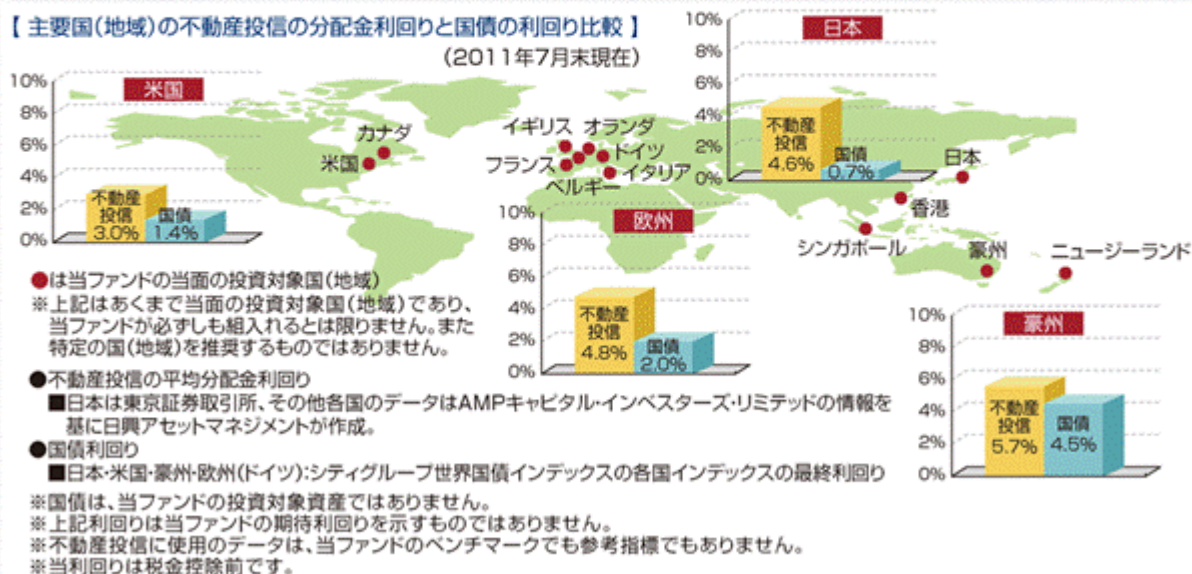 【 主要国(地域)の不動産投信の分配金利回りと国債の利回り比較 】
(2011年7月末現在)
米国
10%
8%
6%
4%
2%
0%
不動産
投信
3.0%
国債
1.4%
日本
10%
8%
6%
4%
2%
0%
不動産
投信
4.6%
国債
0.7%
カナダ
米国
イギリス
オランダ
フランス
ドイツ
ベルギー
イタリア
日本
香港
シンガポール
豪州
ニュージーランド
欧州
10%
8%
6%
4%
2%
0%
不動産
投信
4.8%
国債
2.0%
豪州
10%
8%
6%
4%
2%
0%
不動産
投信
5.7%
国債
4.5%
●は当ファンドの当面の投資対象国(地域)
※上記はあくまで当面の投資対象国(地域)であり、
当ファンドが必ずしも組入れるとは限りません。また
特定の国(地域)を推奨するものではありません。
●不動産投信の平均分配金利回り
■日本は東京証券取引所、その他各国のデータはAMPキャピタル・インベスターズ・リミテッドの情報を
基に日興アセットマネジメントが作成。
●国債利回り
■日本・米国・豪州・欧州(ドイツ):シティグループ世界国債インデックスの各国インデックスの最終利回り
※国債は、当ファンドの投資対象資産ではありません。
※上記利回りは当ファンドの期待利回りを示すものではありません。
※不動産投信に使用のデータは、当ファンドのベンチマークでも参考指標でもありません。
※当利回りは税金控除前です。